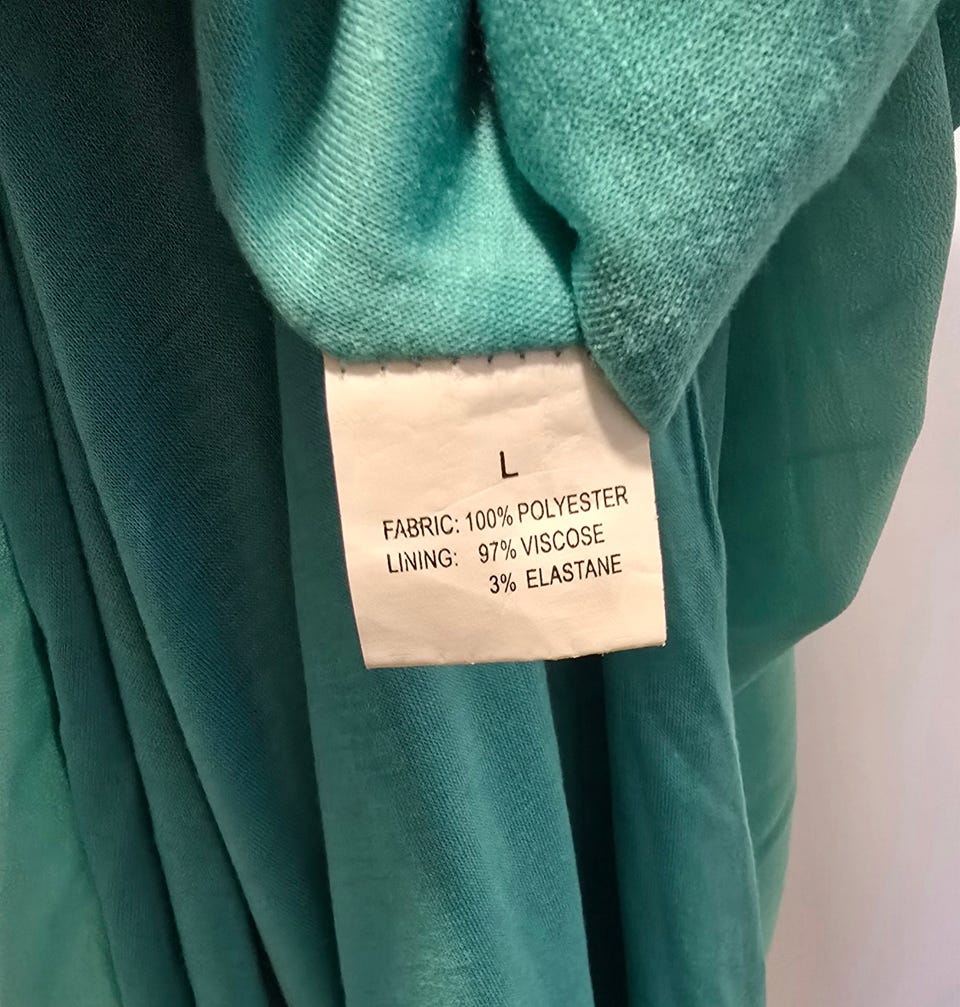 L
FABRIC: 100% POLYESTER
LINING: 97% VISCOSE
3% ELASTANE